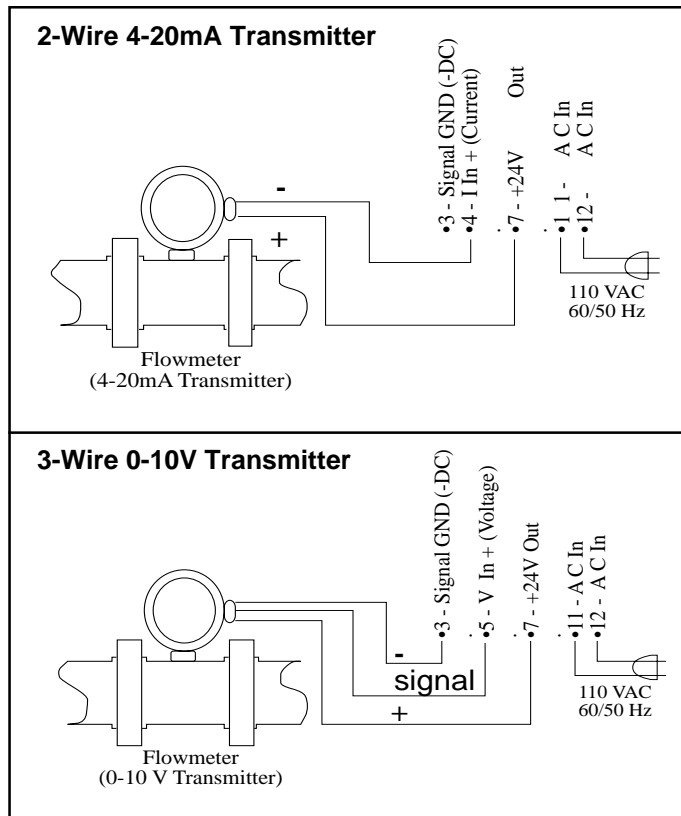 2-Wire 4-20mA Transmitter
3 - Signal GND (-DC)
4 - I In + (Current)
7 - +24V Out
1 1 - A C In
12 - A C In
-
+
110 VAC
60/50 Hz
Flowmeter
(4-20mA Transmitter)
3-Wire 0-10V Transmitter
3 - Signal GND (-DC)
5 - V In + (Voltage)
7 - +24V Out
11 - A C In
12 - A C In
-
signal
+
110 VAC
60/50 Hz
Flowmeter
(0-10 V Transmitter)